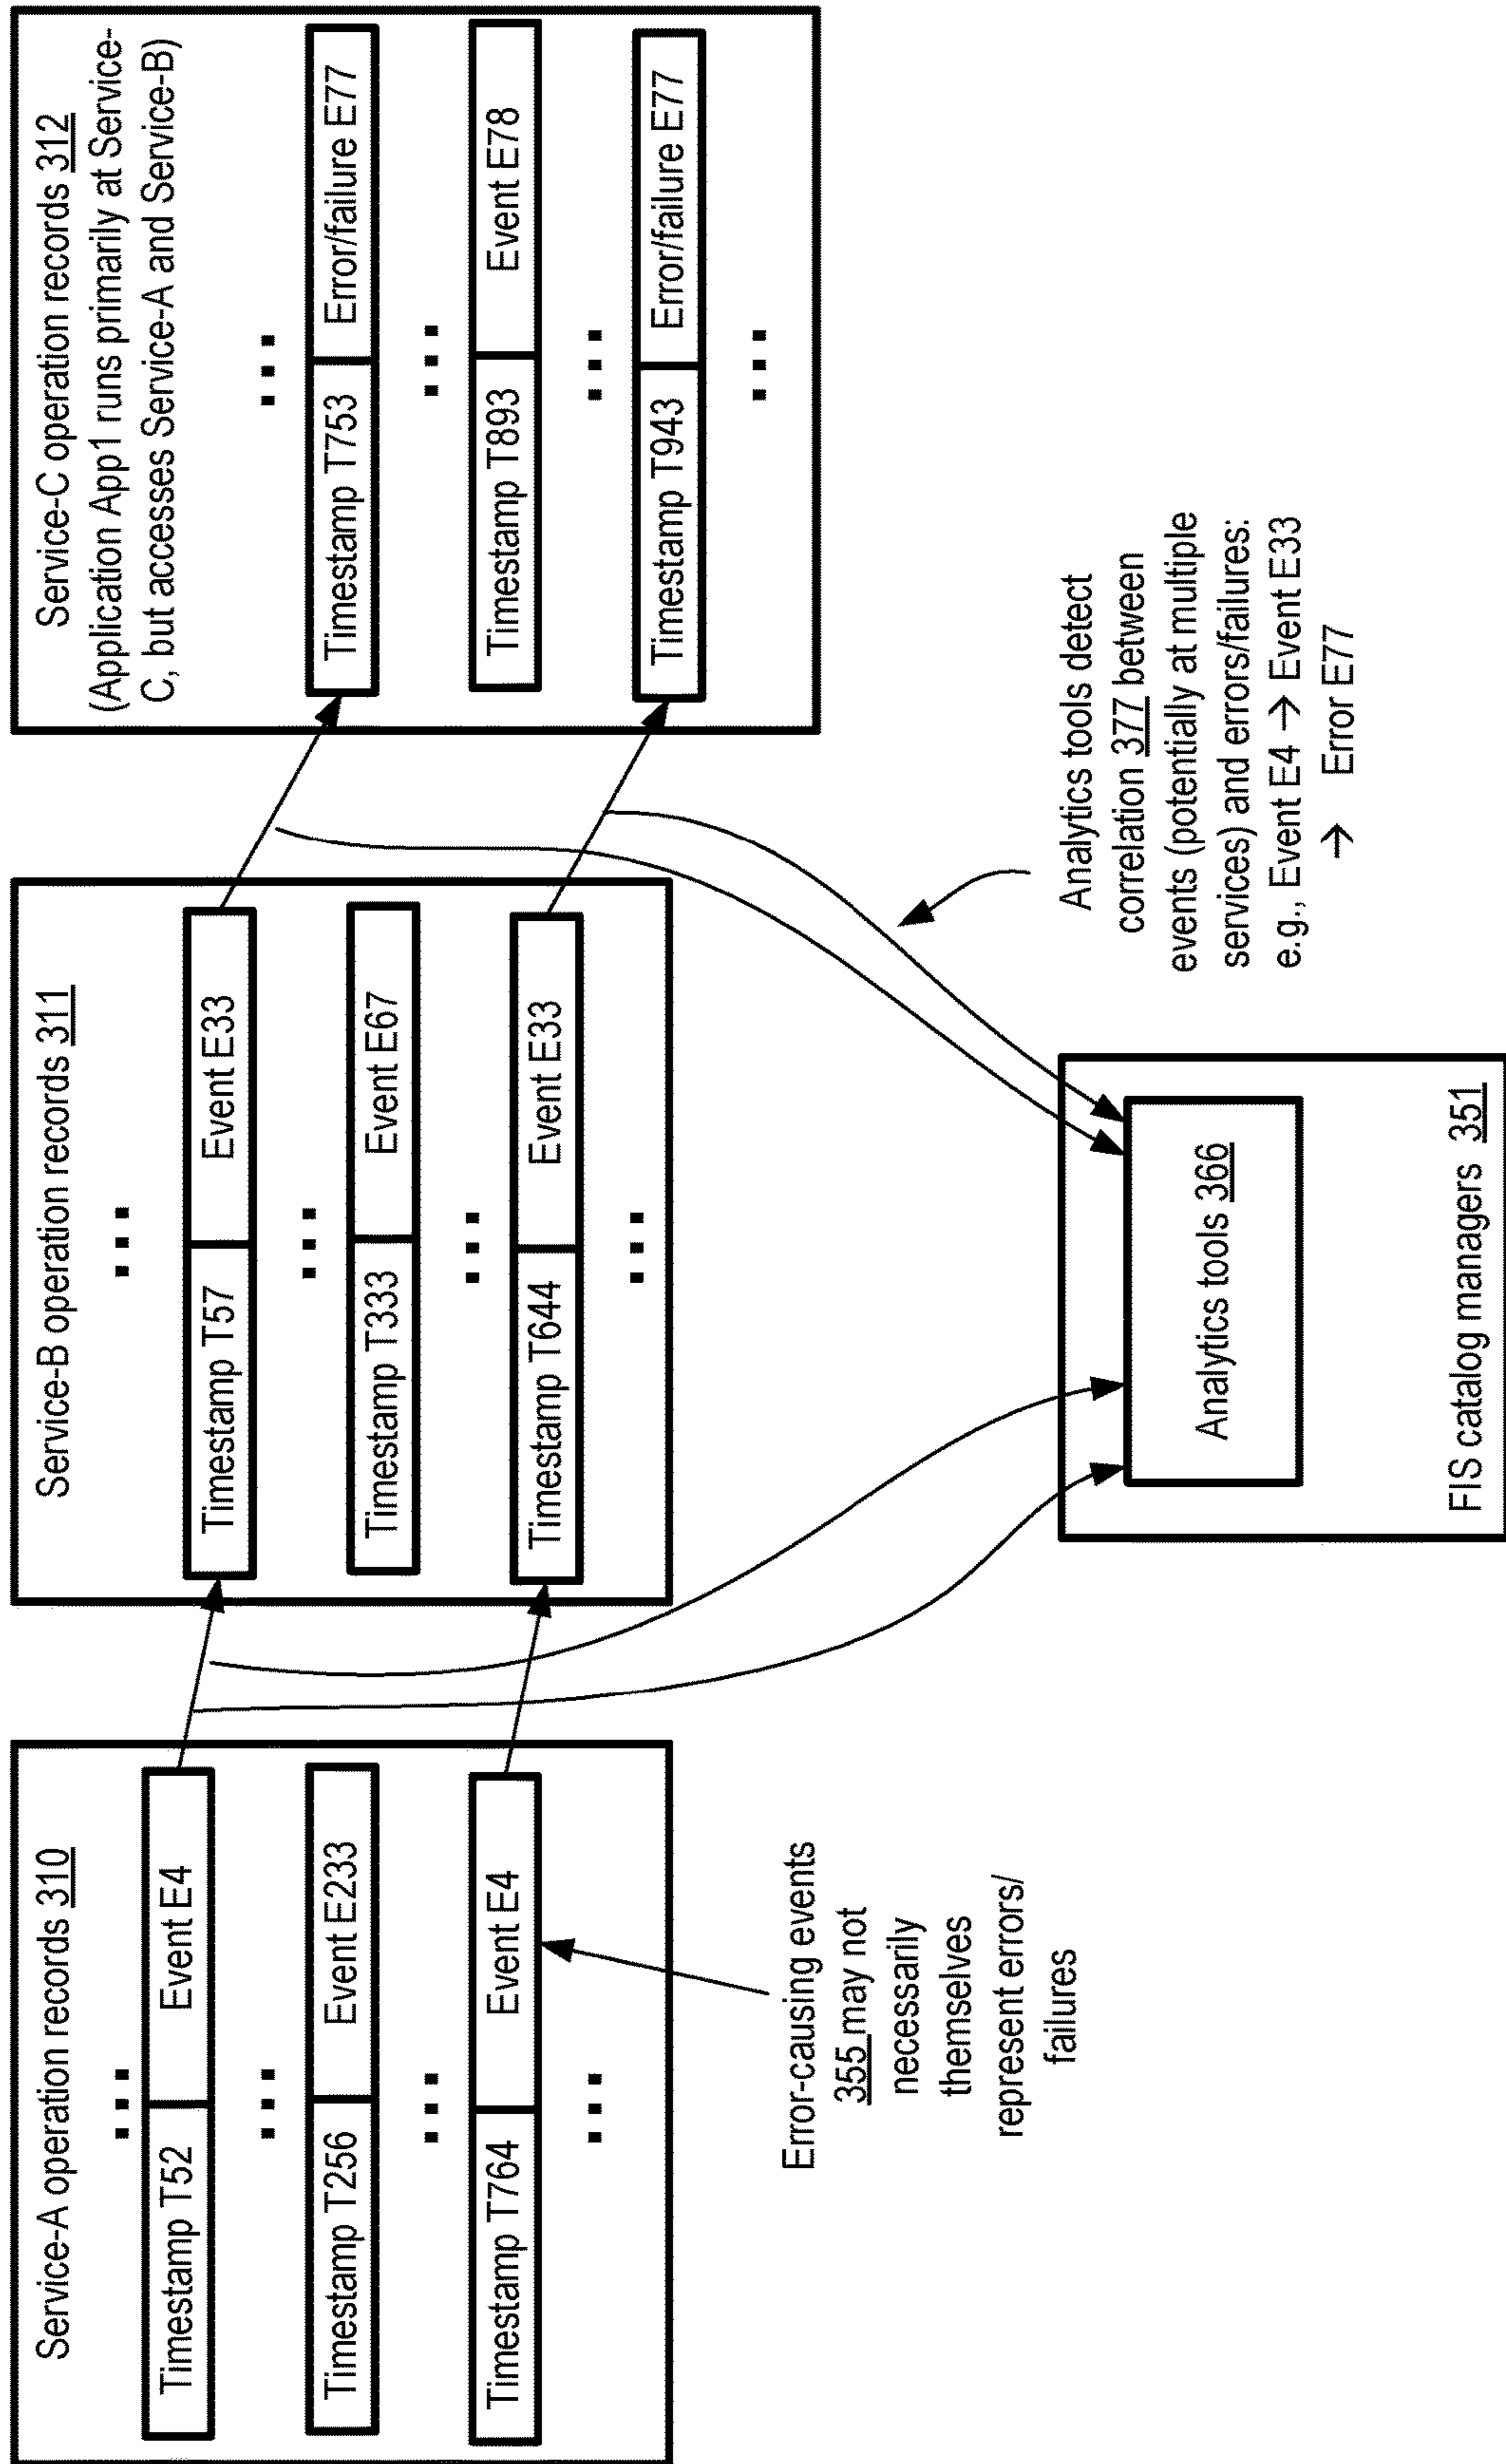 Service-A operation records 310
Timestamp T52 Event E4
Timestamp T256 Event E233
Timestamp T764 Event E4
Error-causing events
355 may not
necessarily
themselves
represent errors/
failures
Service-B operation records 311
Timestamp T57 Event E33
Timestamp T333 Event E67
Timestamp T644 Event E33
Service-C operation records 312
(Application App1 runs primarily at Service-
C, but accesses Service-A and Service-B)
Timestamp T753 Error/failure E77
Timestamp T893 Event E78
Timestamp T943 Error/failure E77
Analytics tools detect
correlation 377 between
events (potentially at multiple
services) and errors/failures:
e.g., Event E4 → Event E33
→ Error E77
Analytics tools 366
FIS catalog managers 351